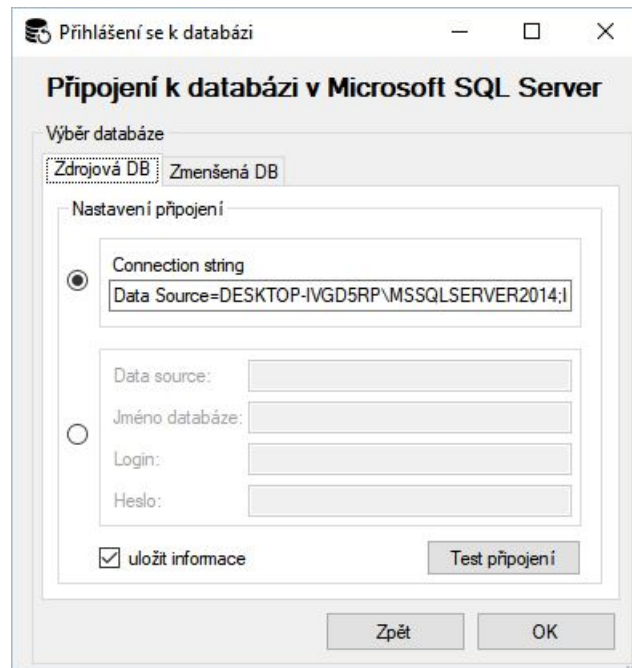 Přihlášení se k databázi
Připojení k databázi v Microsoft SQL Server
Výběr databáze
Zdrojová DB Zmenšená DB
Nastavení připojení
Connection string
Data Source=DESKTOP-IVGD5RP\MSSQLSERVER2014;I
Data source:
Jméno databáze:
Login:
Heslo:
uložit informace Test připojení
Zpět OK